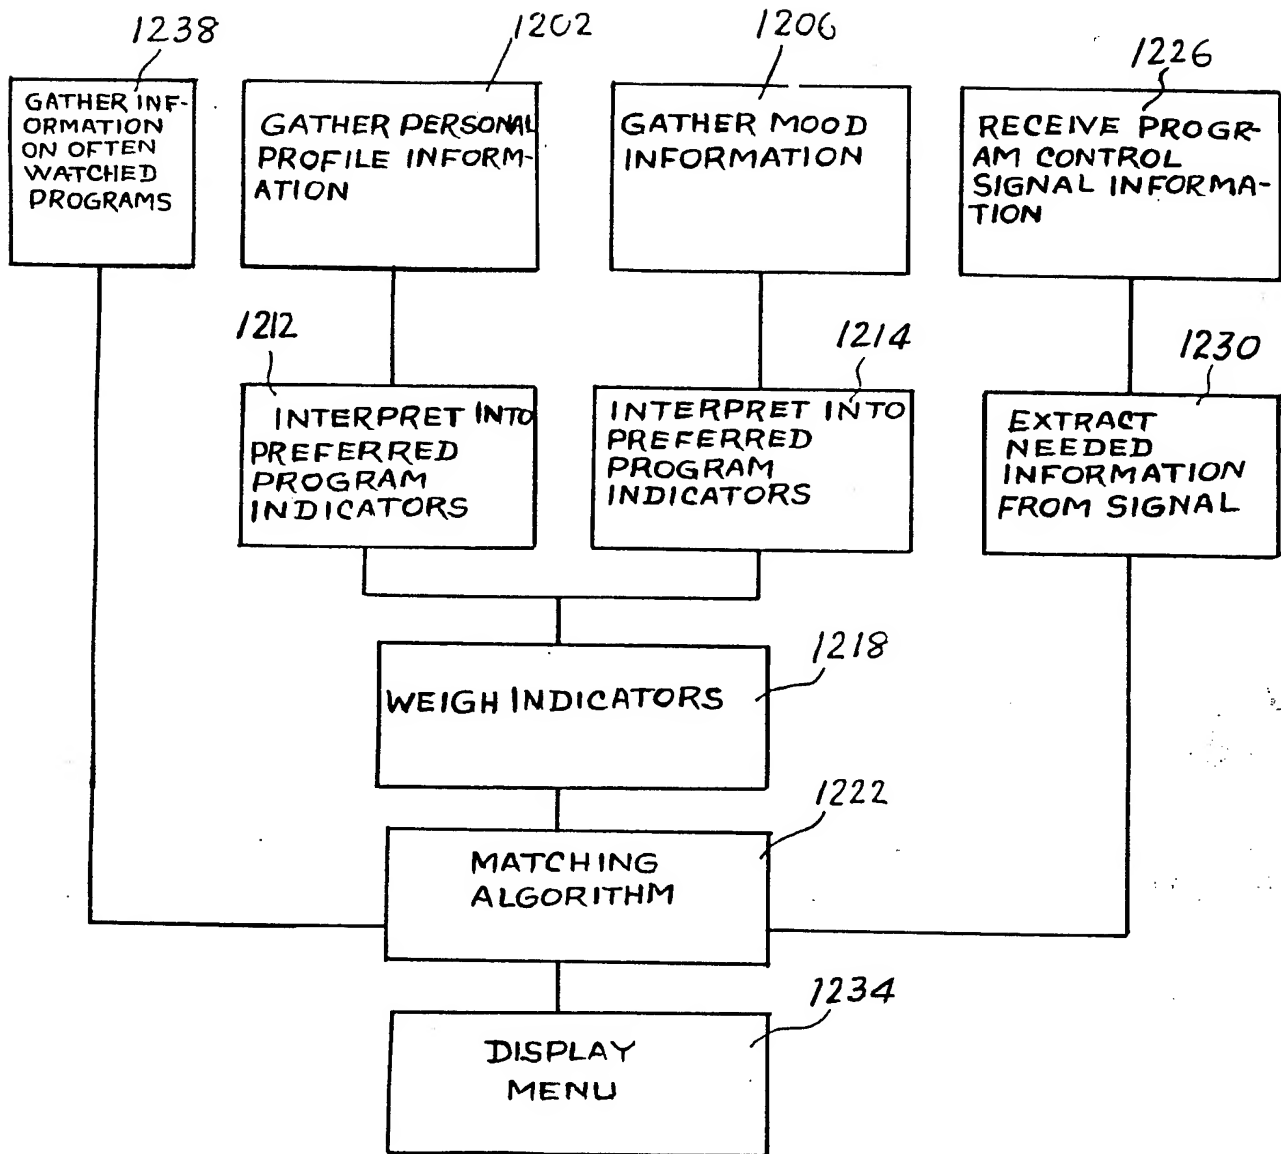 1238
GATHER INF-
ORMATION
ON OFTEN
WATCHED
PROGRAMS
1202
GATHER PERSONAL
PROFILE INFORM-
ATION
1206
GATHER MOOD
INFORMATION
1226
RECEIVE PROGR-
AM CONTROL
SIGNAL INFORMA-
TION
1212
INTERPRET INTO
PREFERRED
PROGRAM
INDICATORS
1214
INTERPRET INTO
PREFERRED
PROGRAM
INDICATORS
1230
EXTRACT
NEEDED
INFORMATION
FROM SIGNAL
1218
WEIGH INDICATORS
1222
MATCHING
ALGORITHM
1234
DISPLAY
MENU